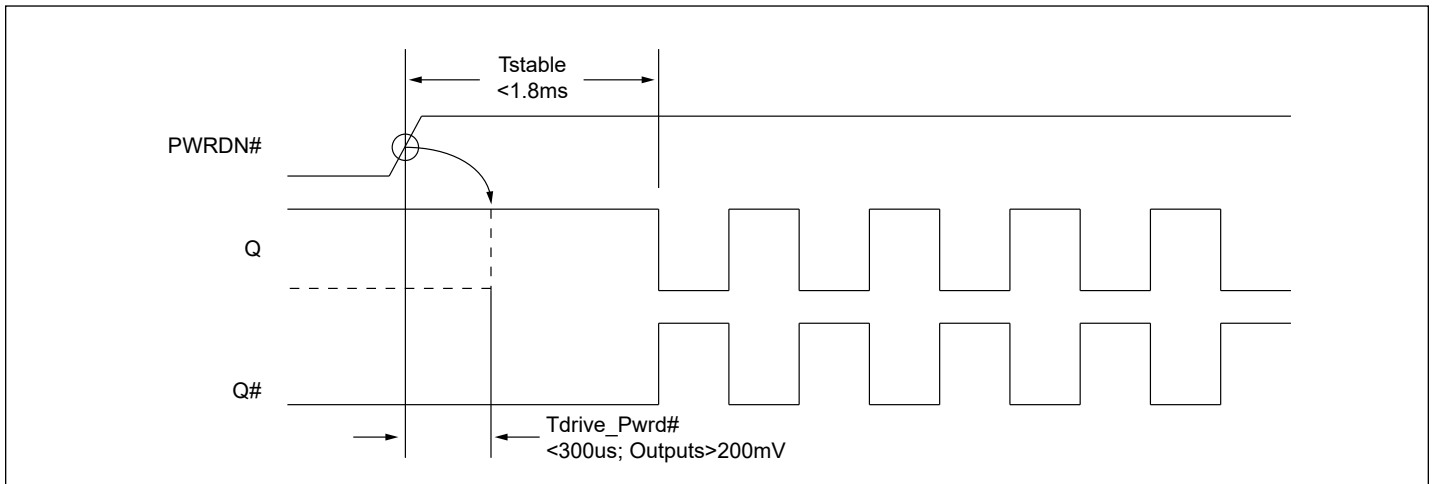 Tstable
<1.8ms
PWRDN#
Q
Q#
Tdrive_Pwrd#
<300us; Outputs>200mV